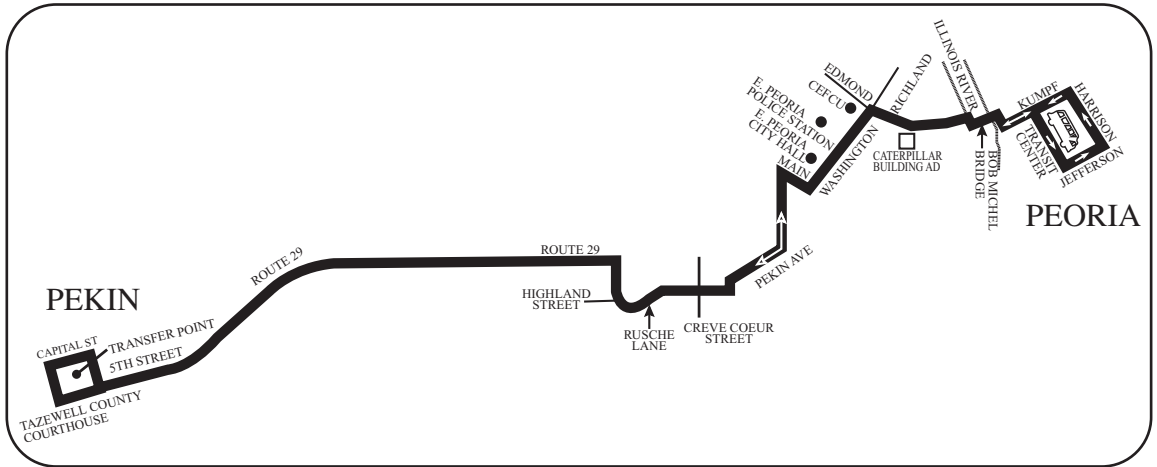 PEKIN
CAPITAL ST
TRANSFER POINT
5TH STREET
TAZEWELL COUNTY
COURTHOUSE
ROUTE 29
ROUTE 29
HIGHLAND
STREET
RUSCHE
LANE
CREVE COEUR
STREET
PEKIN AVE
MAIN
WASHINGTON
E. PEORIA
CITY HALL
E. PEORIA
POLICE STATION
CEFCU
EDMOND
RICHLAND
CATERPILLAR
BUILDING AD
ILLINOIS RIVER
BOB MICHEL
BRIDGE
KUMPF
HARRISON
TRANSIT
CENTER
JEFFERSON
PEORIA